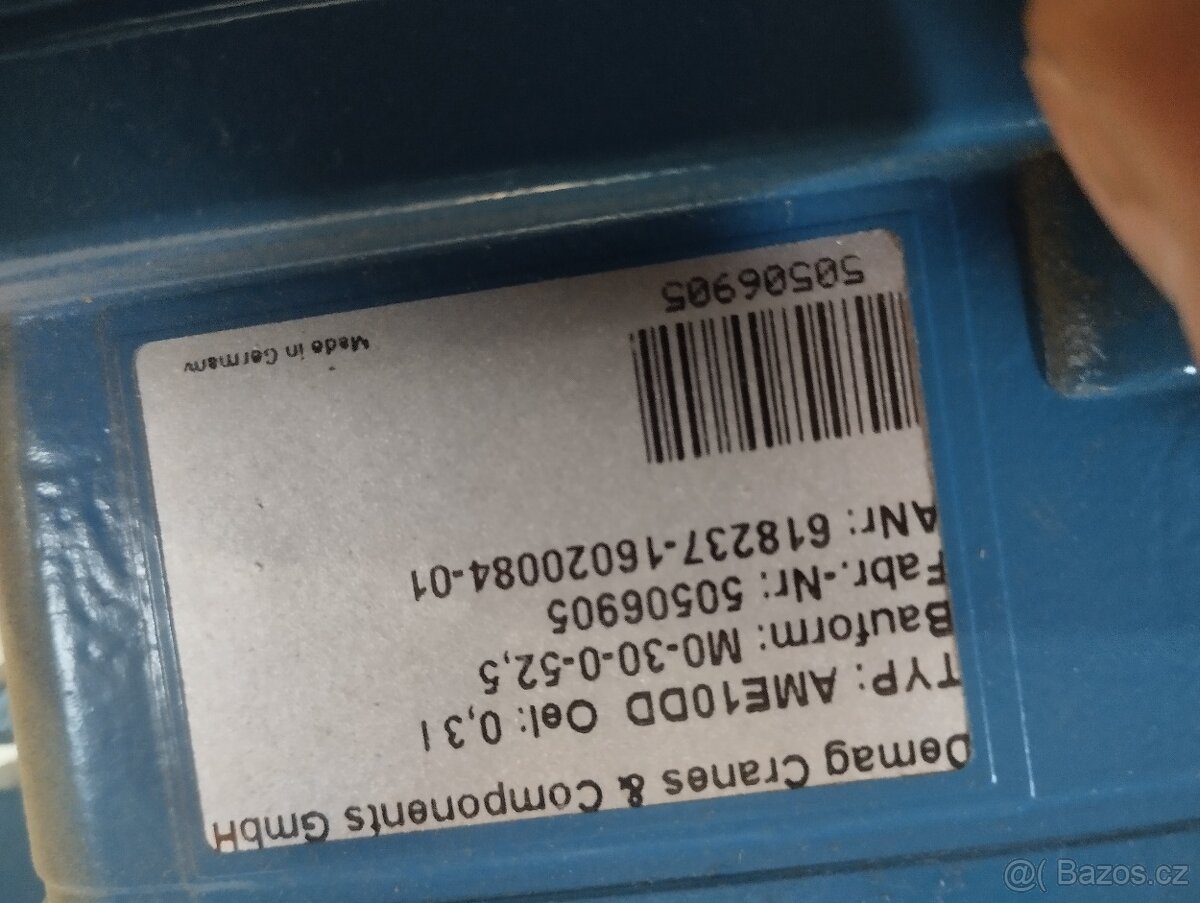 Demag Cranes & Components GmbH
TYP: AME10DD Oel: 0,3 l
Bauform: M0-30-0-52,5
Fabr.-Nr: 50506905
ANr: 618237-16020084-01
50506905
Made in Germany
@( Bazos.cz